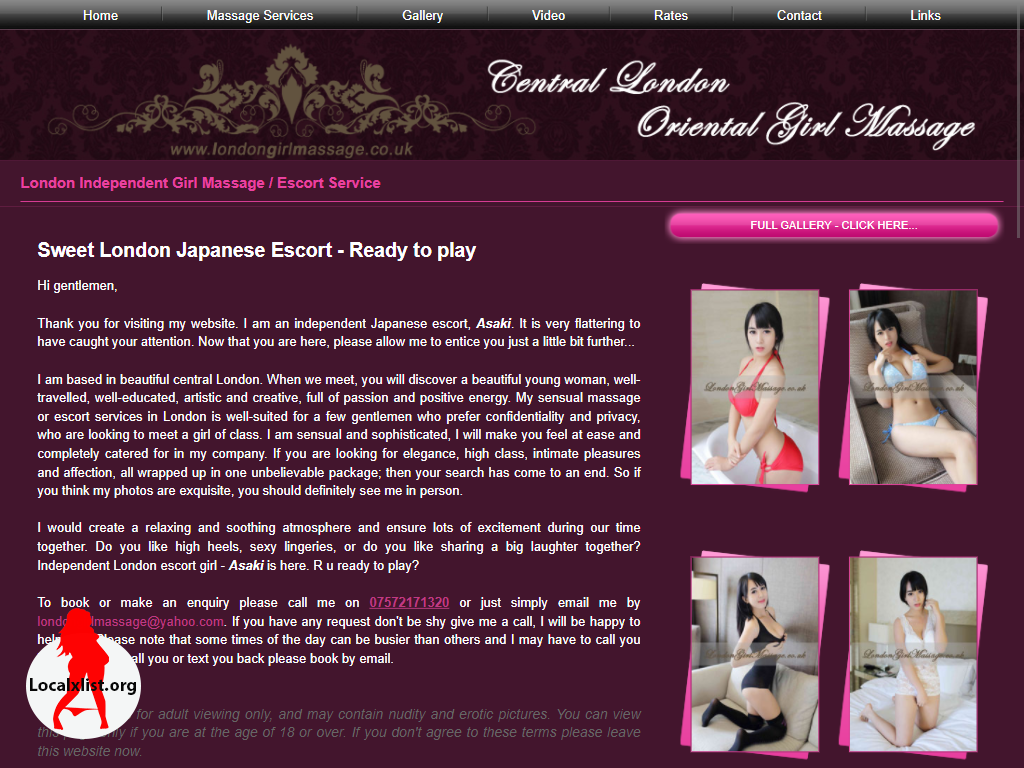 Home Massage Services Gallery Video Rates Contact Links
Central London
Oriental Girl Massage
www.londongirlmassage.co.uk
London Independent Girl Massage / Escort Service
FULL GALLERY - CLICK HERE...
Sweet London Japanese Escort - Ready to play
Hi gentlemen,
Thank you for visiting my website. I am an independent Japanese escort, Asaki. It is very flattering to
have caught your attention. Now that you are here, please allow me to entice you just a little bit further...
I am based in beautiful central London. When we meet, you will discover a beautiful young woman, well-
travelled, well-educated, artistic and creative, full of passion and positive energy. My sensual massage
or escort services in London is well-suited for a few gentlemen who prefer confidentiality and privacy,
who are looking to meet a girl of class. I am sensual and sophisticated, I will make you feel at ease and
completely catered for in my company. If you are looking for elegance, high class, intimate pleasures
and affection, all wrapped up in one unbelievable package; then your search has come to an end. So if
you think my photos are exquisite, you should definitely see me in person.
I would create a relaxing and soothing atmosphere and ensure lots of excitement during our time
together. Do you like high heels, sexy lingeries, or do you like sharing a big laughter together?
Independent London escort girl - Asaki is here. R u ready to play?
To book or make an enquiry please call me on 07572171320 or just simply email me by
lmassage@yahoo.com. If you have any request don't be shy give me a call, I will be happy to
Please note that some times of the day can be busier than others and I may have to call you
all you or text you back please book by email.
Localxlist.org
for adult viewing only, and may contain nudity and erotic pictures. You can view
if you are at the age of 18 or over. If you don't agree to these terms please leave
this website now.
LondonGirlMassage.co.uk
LondonGirlMassage.co.uk
LondonGirlMassage.co.uk
LondonGirlMassage.co.uk